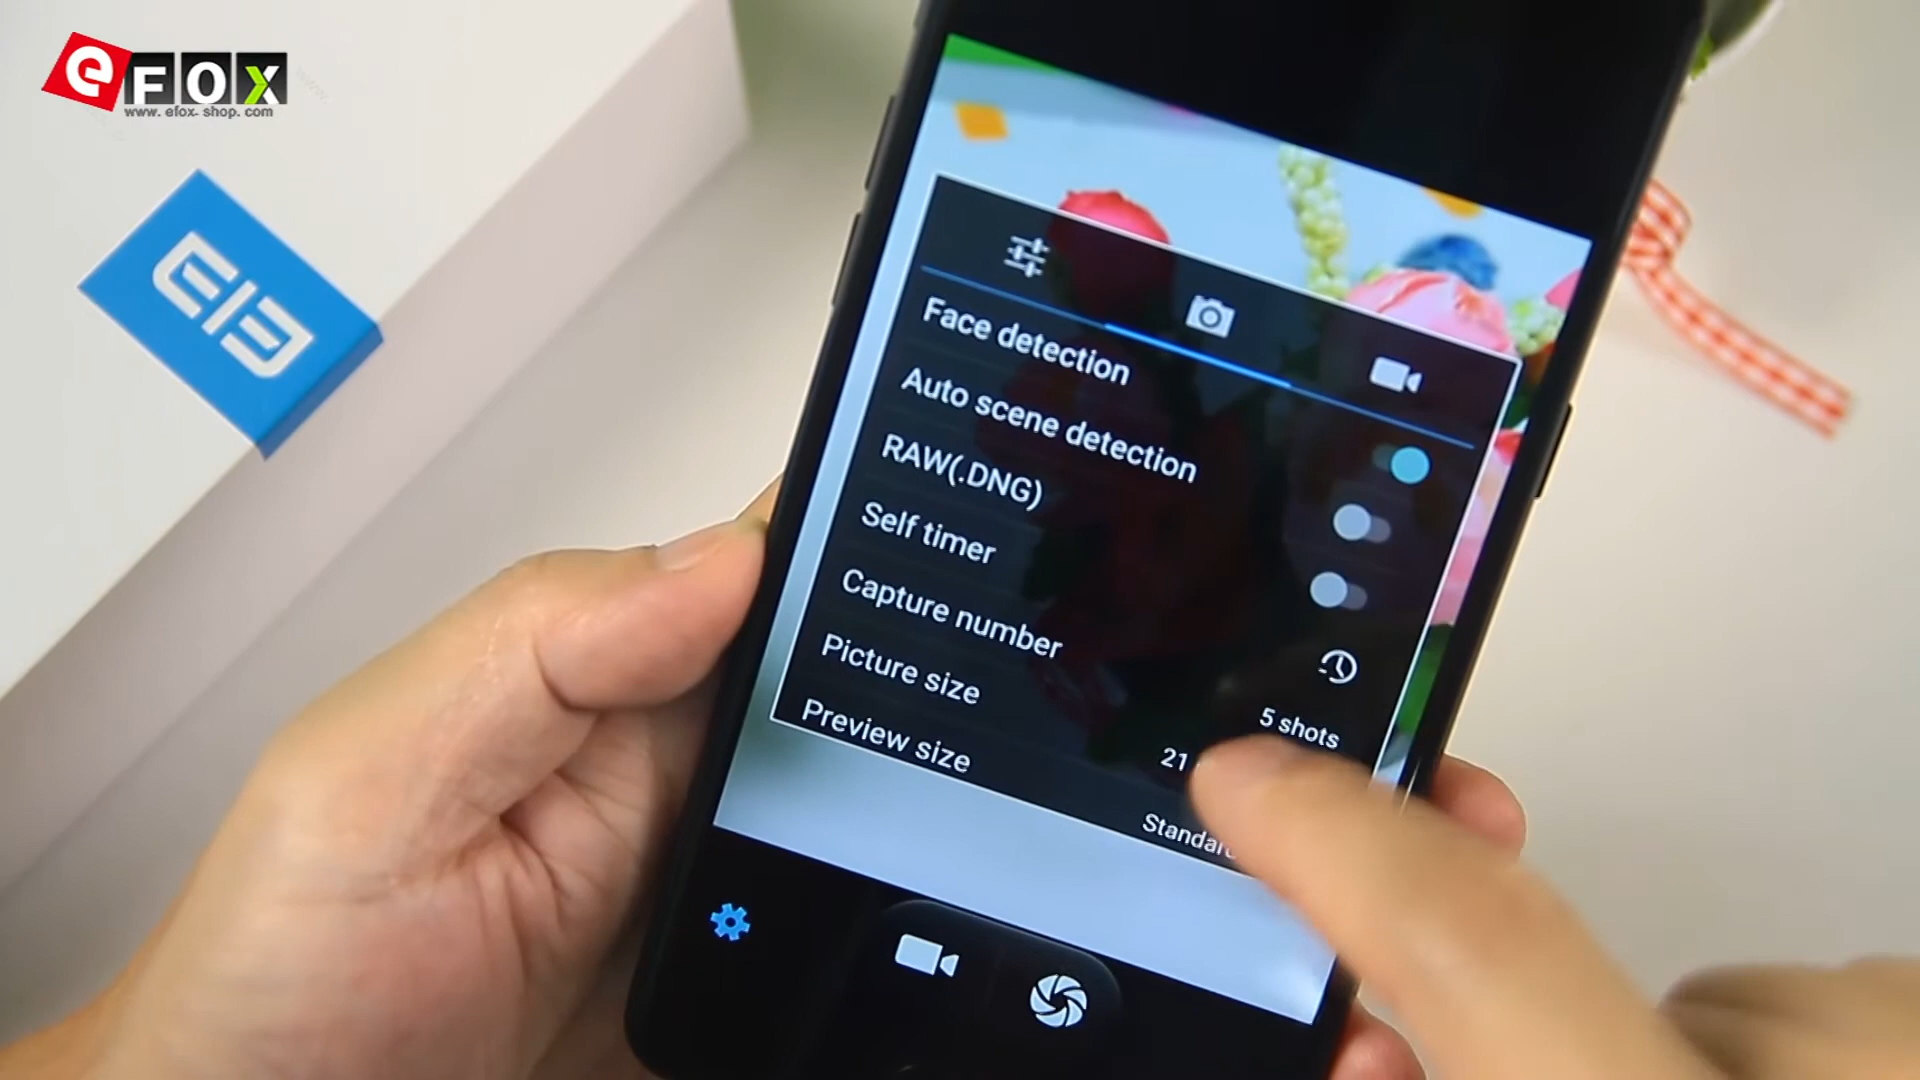 eFOX
www.efox-shop.com
Face detection
Auto scene detection
RAW(.DNG)
Self timer
Capture number
5 shots
Picture size
21
Preview size